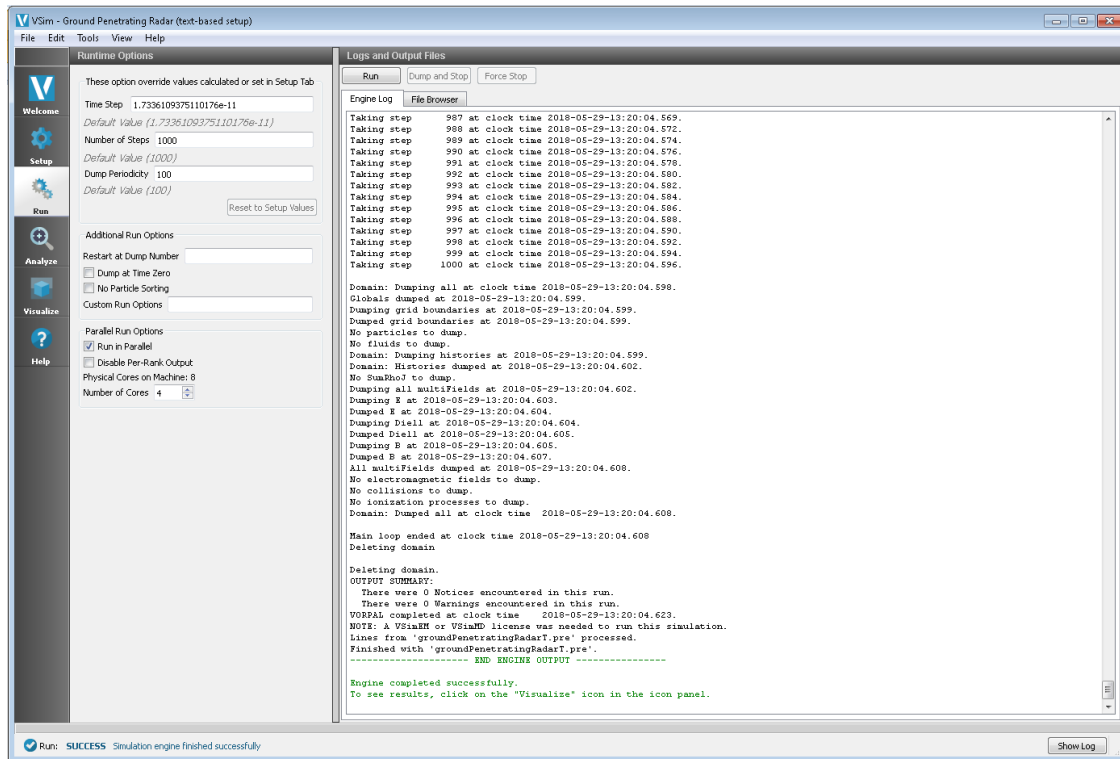 VSim - Ground Penetrating Radar (text-based setup)
File Edit Tools View Help
Welcome
Setup
Run
Analyze
Visualize
Help
Runtime Options
These option override values calculated or set in Setup Tab
Time Step 1.7336109375110176e-11
Default Value (1.7336109375110176e-11)
Number of Steps 1000
Default Value (1000)
Dump Periodicity 100
Default Value (100)
Reset to Setup Values
Additional Run Options
Restart at Dump Number
Dump at Time Zero
No Particle Sorting
Custom Run Options
Parallel Run Options
Run in Parallel
Disable Per-Rank Output
Physical Cores on Machine: 8
Number of Cores 4
Logs and Output Files
Run Dump and Stop Force Stop
Engine Log File Browser
Taking step 987 at clock time 2018-05-29-13:20:04.569.
Taking step 988 at clock time 2018-05-29-13:20:04.572.
Taking step 989 at clock time 2018-05-29-13:20:04.574.
Taking step 990 at clock time 2018-05-29-13:20:04.576.
Taking step 991 at clock time 2018-05-29-13:20:04.578.
Taking step 992 at clock time 2018-05-29-13:20:04.580.
Taking step 993 at clock time 2018-05-29-13:20:04.582.
Taking step 994 at clock time 2018-05-29-13:20:04.584.
Taking step 995 at clock time 2018-05-29-13:20:04.586.
Taking step 996 at clock time 2018-05-29-13:20:04.588.
Taking step 997 at clock time 2018-05-29-13:20:04.590.
Taking step 998 at clock time 2018-05-29-13:20:04.592.
Taking step 999 at clock time 2018-05-29-13:20:04.594.
Taking step 1000 at clock time 2018-05-29-13:20:04.596.
Domain: Dumping all at clock time 2018-05-29-13:20:04.598.
Globals dumped at 2018-05-29-13:20:04.599.
Dumping grid boundaries at 2018-05-29-13:20:04.599.
Dumped grid boundaries at 2018-05-29-13:20:04.599.
No particles to dump.
No fluids to dump.
Domain: Dumping histories at 2018-05-29-13:20:04.599.
Domain: Histories dumped at 2018-05-29-13:20:04.602.
No SumRhoJ to dump.
Dumping all multiFields at 2018-05-29-13:20:04.602.
Dumping E at 2018-05-29-13:20:04.603.
Dumped E at 2018-05-29-13:20:04.604.
Dumping Diell at 2018-05-29-13:20:04.604.
Dumped Diell at 2018-05-29-13:20:04.605.
Dumping B at 2018-05-29-13:20:04.605.
Dumped B at 2018-05-29-13:20:04.607.
All multiFields dumped at 2018-05-29-13:20:04.608.
No electromagnetic fields to dump.
No collisions to dump.
No ionization processes to dump.
Domain: Dumped all at clock time 2018-05-29-13:20:04.608.
Main loop ended at clock time 2018-05-29-13:20:04.608
Deleting domain
Deleting domain.
OUTPUT SUMMARY:
There were 0 Notices encountered in this run.
There were 0 Warnings encountered in this run.
VORPAL completed at clock time 2018-05-29-13:20:04.623.
NOTE: A VSimEM or VSimMD license was needed to run this simulation.
Lines from 'groundPenetratingRadarT.pre' processed.
Finished with 'groundPenetratingRadarT.pre'.
--------------------- END ENGINE OUTPUT ----------------
Engine completed successfully.
To see results, click on the "Visualize" icon in the icon panel.
Run: SUCCESS Simulation engine finished successfully
Show Log